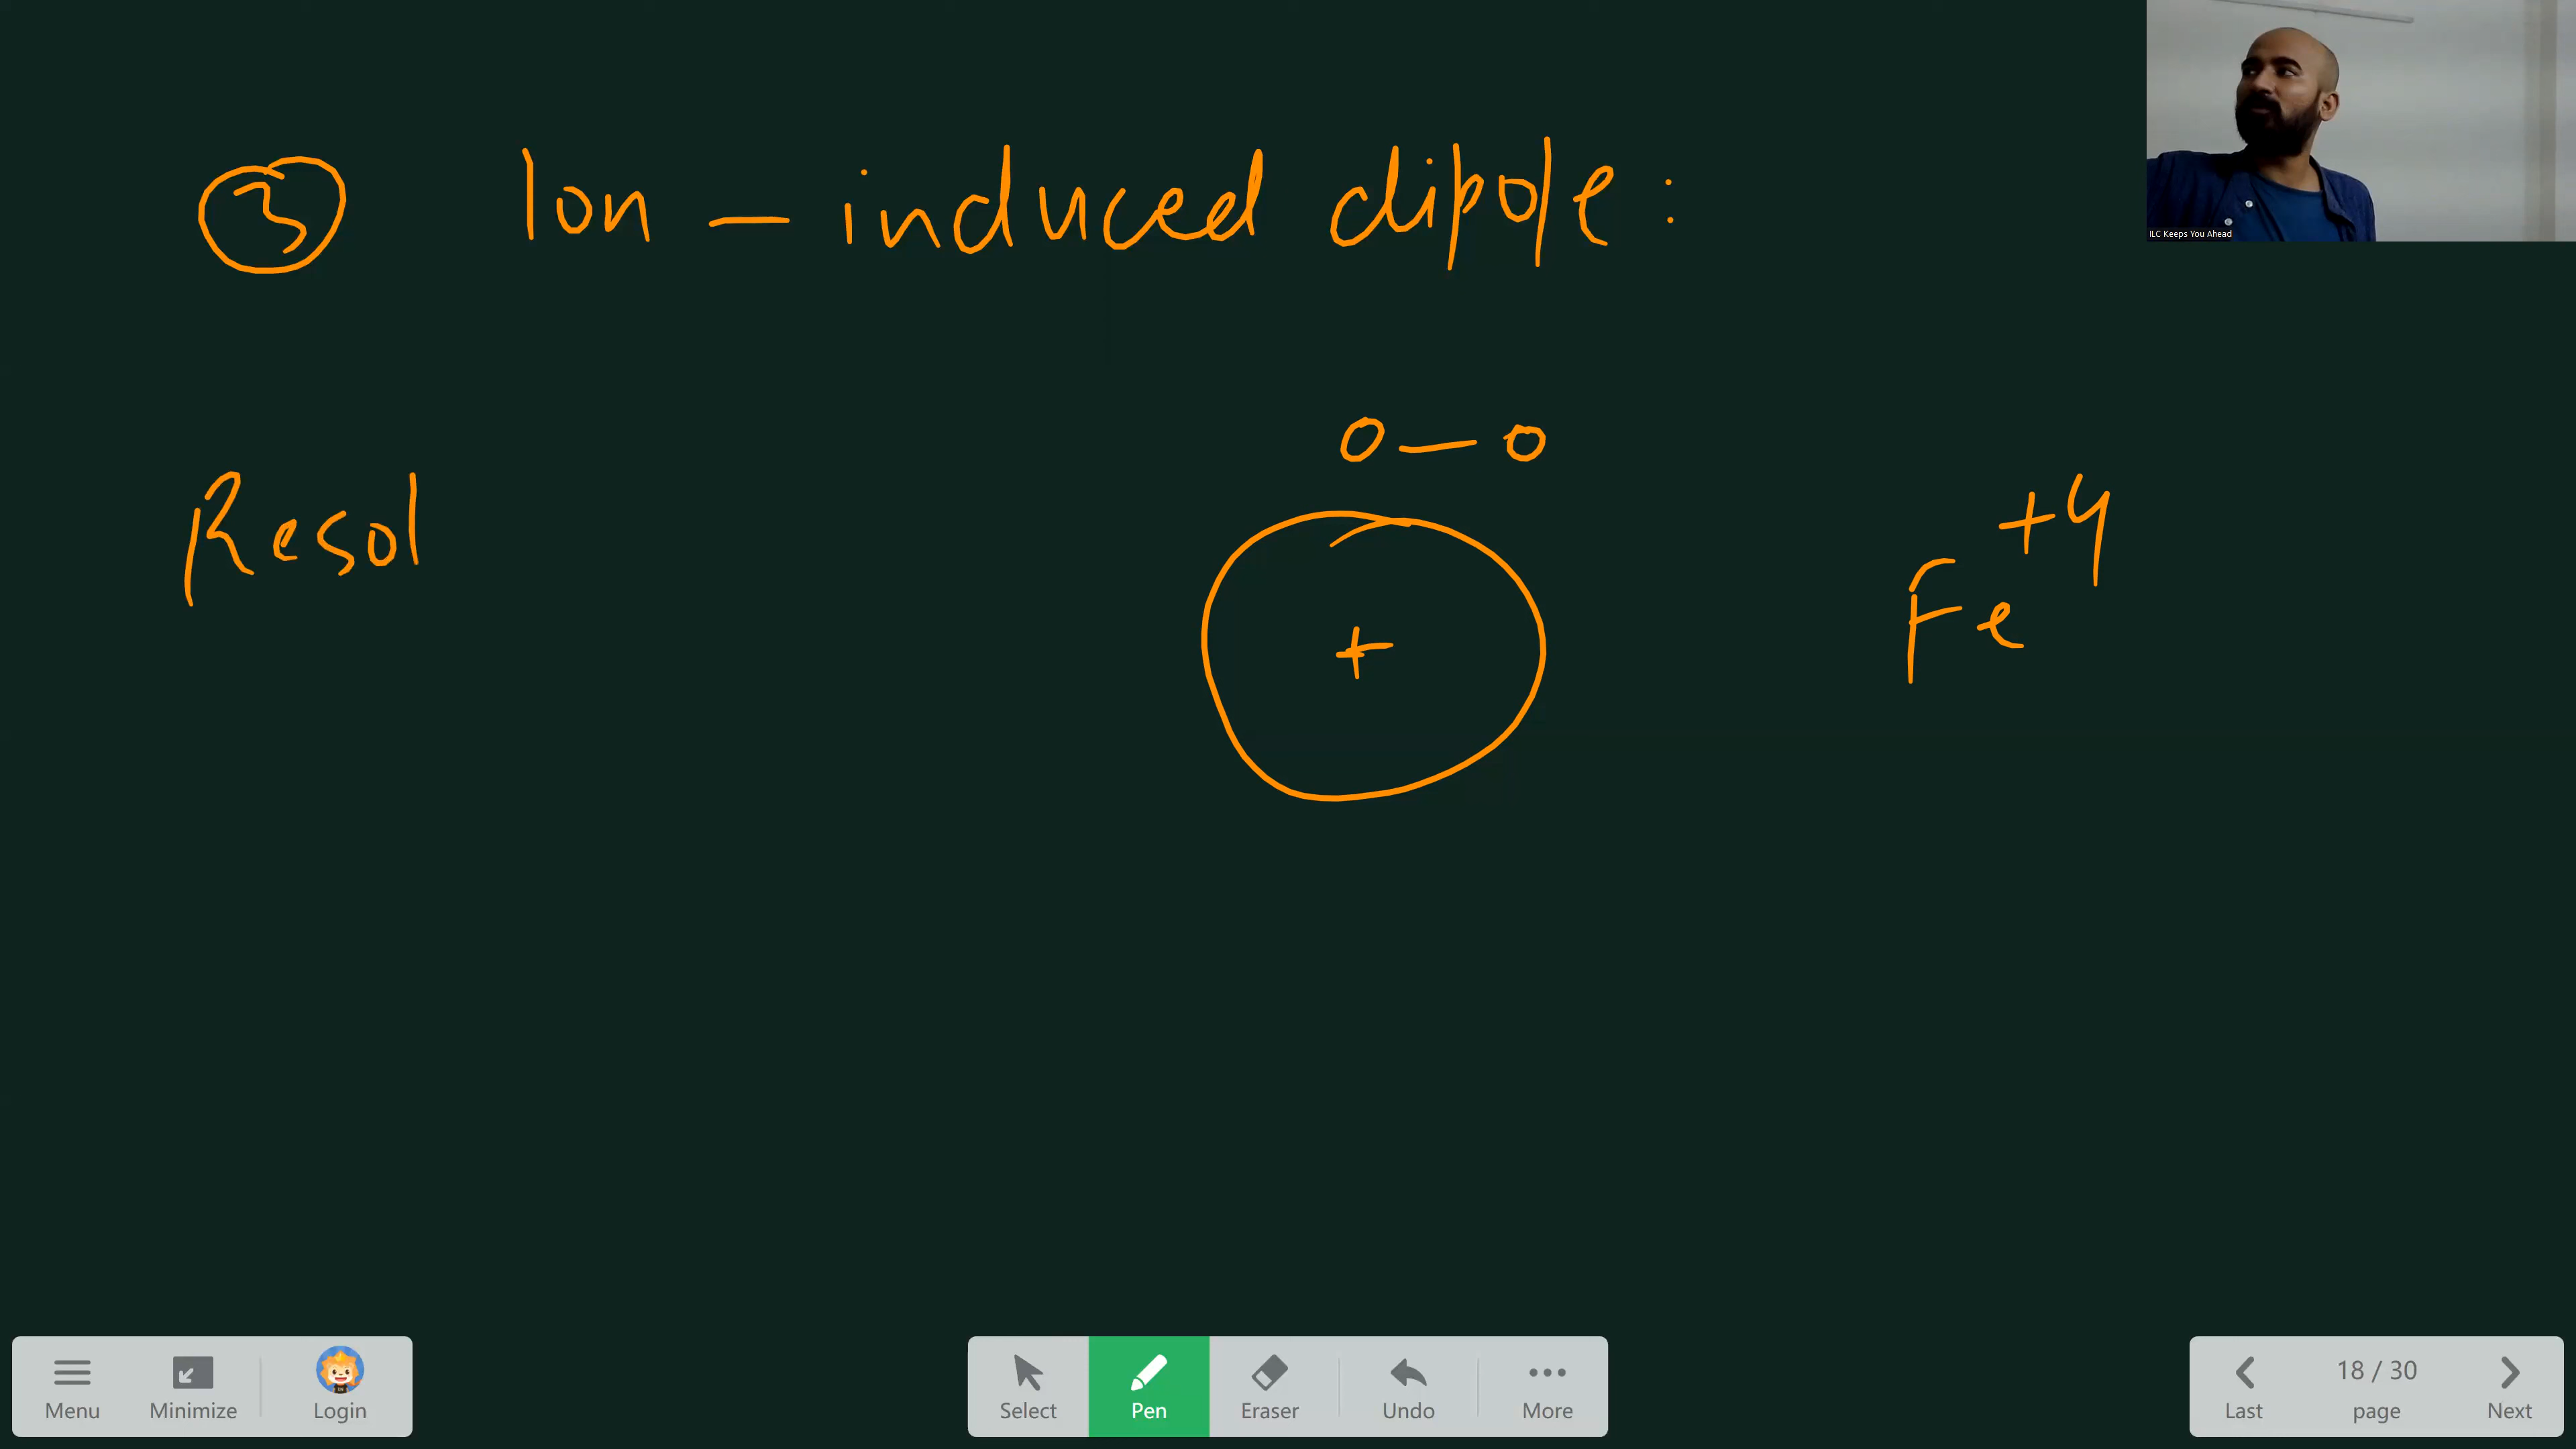 ILC Keeps You Ahead
3 Ion - induced dipole :
O - O
Resol
+
Fe+4
Menu Minimize Login
Select Pen Eraser Undo More
Last 18 / 30 page Next